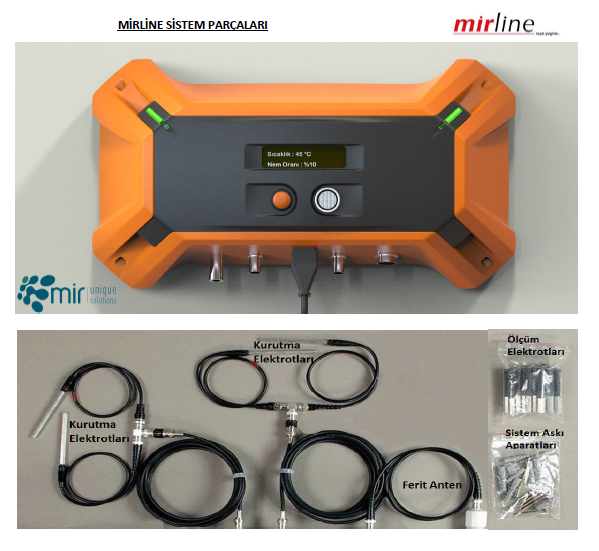 MİRLİNE SİSTEM PARÇALARI
mirline
Sıcaklık : 45 °C
Nem Oranı : %10
mir unique
solutions
Kurutma
Elektrotları
Kurutma
Elektrotları
Ölçüm
Elektrotları
Sistem Askı
Aparatları
Ferit Anten